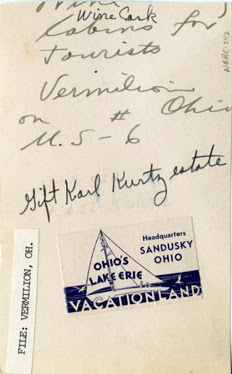 Wine
Wine Cask
Cabins for
Tourists
Vermilion
on # Ohio
U.S-6
Gift Karl Kurtz estate
Headquarters
SANDUSKY
OHIO
OHIO'S
LAKE ERIE
VACATIONLAND
FILE: VERMILION, OH.